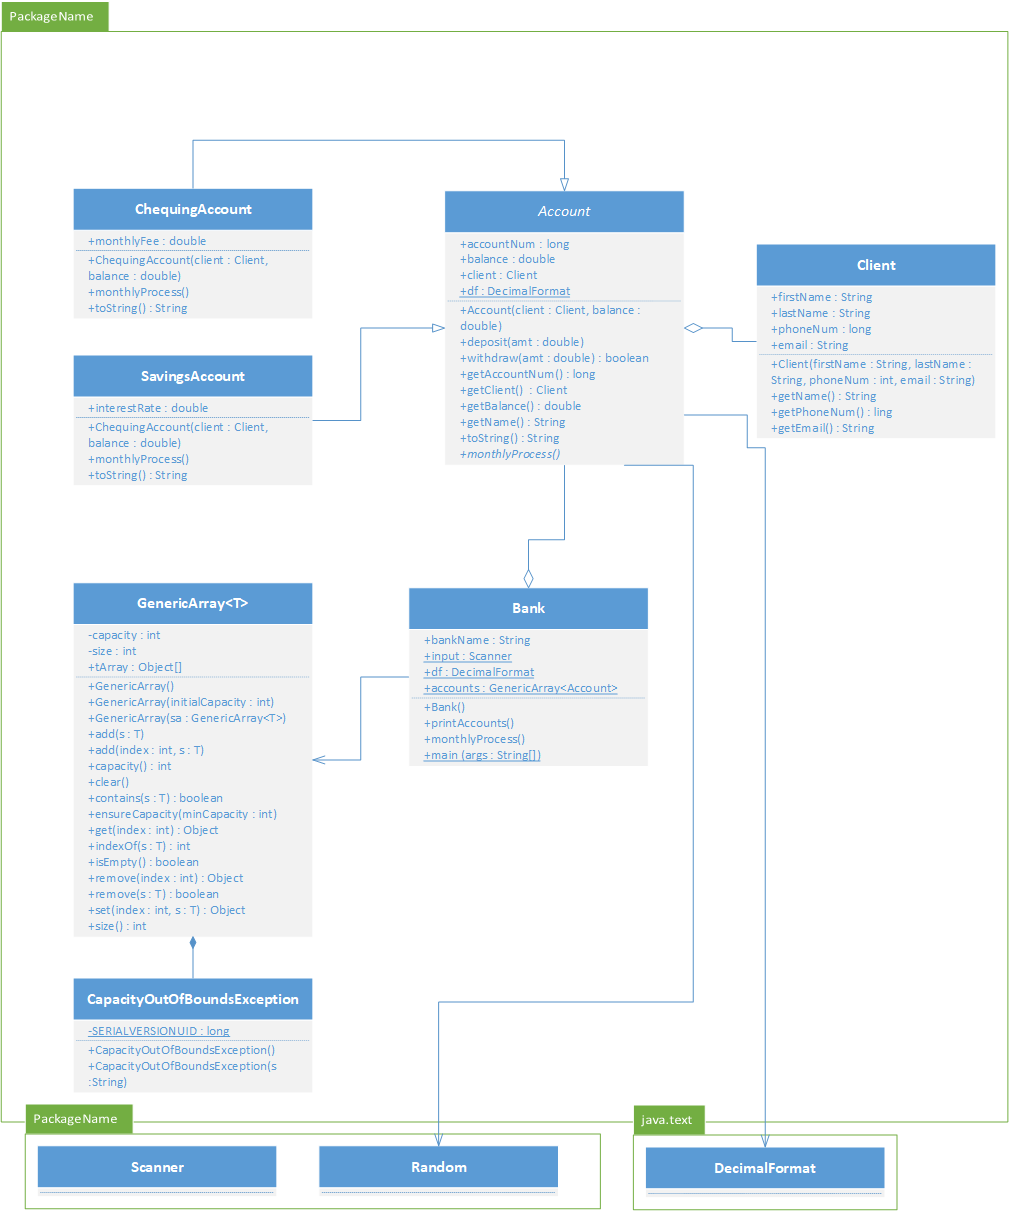 PackageName
ChequingAccount
+monthlyFee : double
+ChequingAccount(client : Client,
balance : double)
+monthlyProcess()
+toString() : String
SavingsAccount
+interestRate : double
+ChequingAccount(client : Client,
balance : double)
+monthlyProcess()
+toString() : String
Account
+accountNum : long
+balance : double
+client : Client
+df : DecimalFormat
+Account(client : Client, balance :
double)
+deposit(amt : double)
+withdraw(amt : double) : boolean
+getAccountNum() : long
+getClient() : Client
+getBalance() : double
+getName() : String
+toString() : String
+monthlyProcess()
Client
+firstName : String
+lastName : String
+phoneNum : long
+email : String
+Client(firstName : String, lastName :
String, phoneNum : int, email : String)
+getName() : String
+getPhoneNum() : ling
+getEmail() : String
GenericArray<T>
-capacity : int
-size : int
+tArray : Object[]
+GenericArray()
+GenericArray(initialCapacity : int)
+GenericArray(sa : GenericArray<T>)
+add(s : T)
+add(index : int, s : T)
+capacity() : int
+clear()
+contains(s : T) : boolean
+ensureCapacity(minCapacity : int)
+get(index : int) : Object
+indexOf(s : T) : int
+isEmpty() : boolean
+remove(index : int) : Object
+remove(s : T) : boolean
+set(index : int, s : T) : Object
+size() : int
Bank
+bankName : String
+input : Scanner
+df : DecimalFormat
+accounts : GenericArray<Account>
+Bank()
+printAccounts()
+monthlyProcess()
+main (args : String[])
CapacityOutOfBoundsException
-SERIALVERSIONUID : long
+CapacityOutOfBoundsException()
+CapacityOutOfBoundsException(s
:String)
PackageName
Scanner
Random
java.text
DecimalFormat